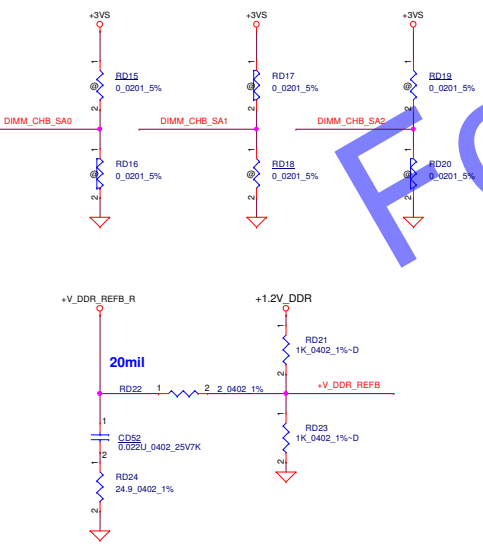 +3VS +3VS +3VS
1 1 1
RD15 RD17 RD19
@ 0_0201_5% @ 0_0201_5% @ 0_0201_5%
2 2 2
DIMM_CHB_SA0 DIMM_CHB_SA1 DIMM_CHB_SA2
1 1 1
RD16 RD18 RD20
@ 0_0201_5% @ 0_0201_5% @ 0_0201_5%
2 2 2
Fo
+V_DDR_REFB_R +1.2V_DDR
1
RD21
1K_0402_1%~D
2
20mil
RD22 1 2 2_0402_1% +V_DDR_REFB
1 1
RD23
1K_0402_1%~D
2
CD52
0.022U_0402_25V7K
2
1
RD24
24.9_0402_1%
2